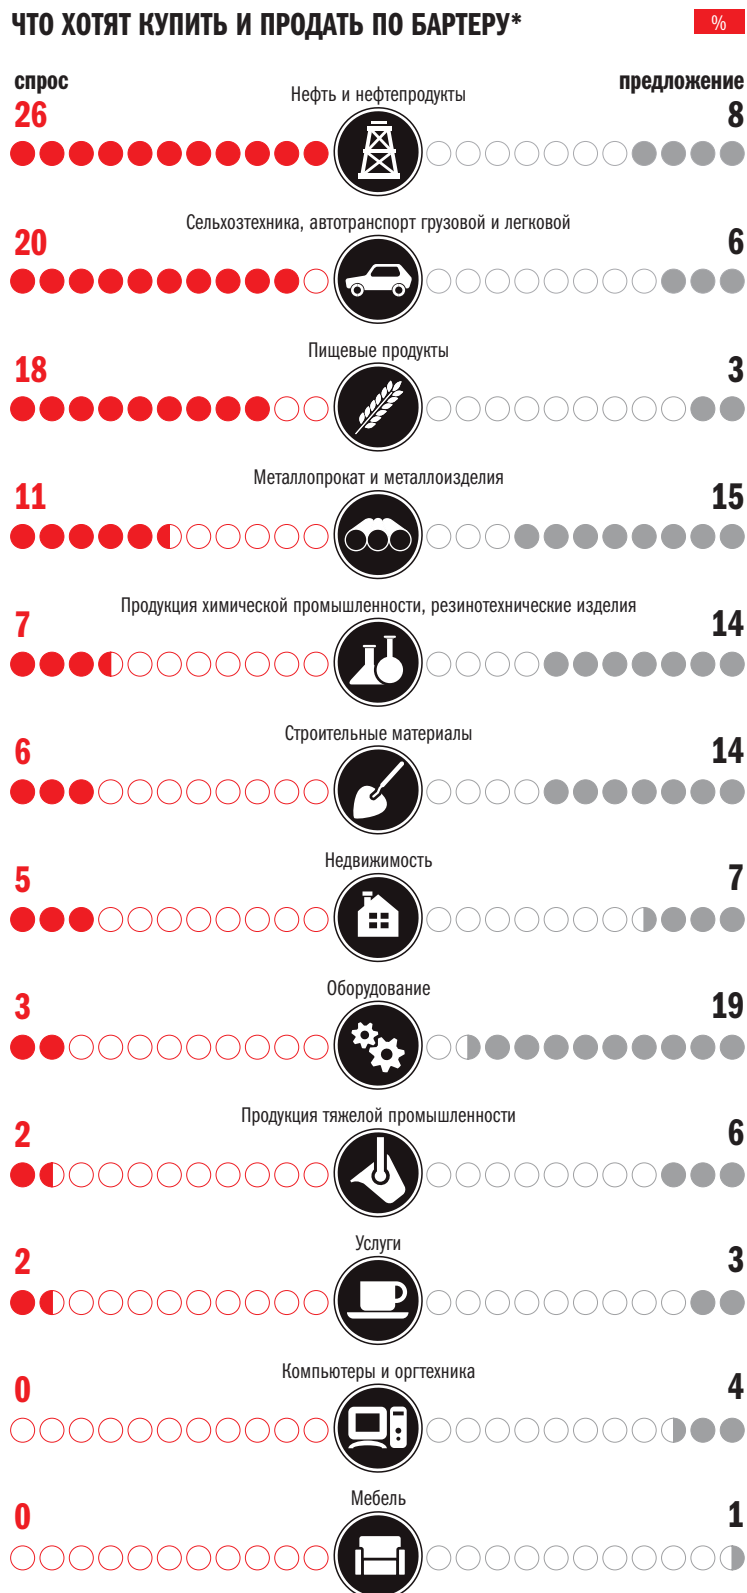 ЧТО ХОТЯТ КУПИТЬ И ПРОДАТЬ ПО БАРТЕРУ*
%
спрос
предложение
Нефть и нефтепродукты
26
8
Сельхозтехника, автотранспорт грузовой и легковой
20
6
Пищевые продукты
18
3
Металлопрокат и металлоизделия
11
15
Продукция химической промышленности, резинотехнические изделия
7
14
Строительные материалы
6
14
Недвижимость
5
7
Оборудование
3
19
Продукция тяжелой промышленности
2
6
Услуги
2
3
Компьютеры и оргтехника
0
4
Мебель
0
1